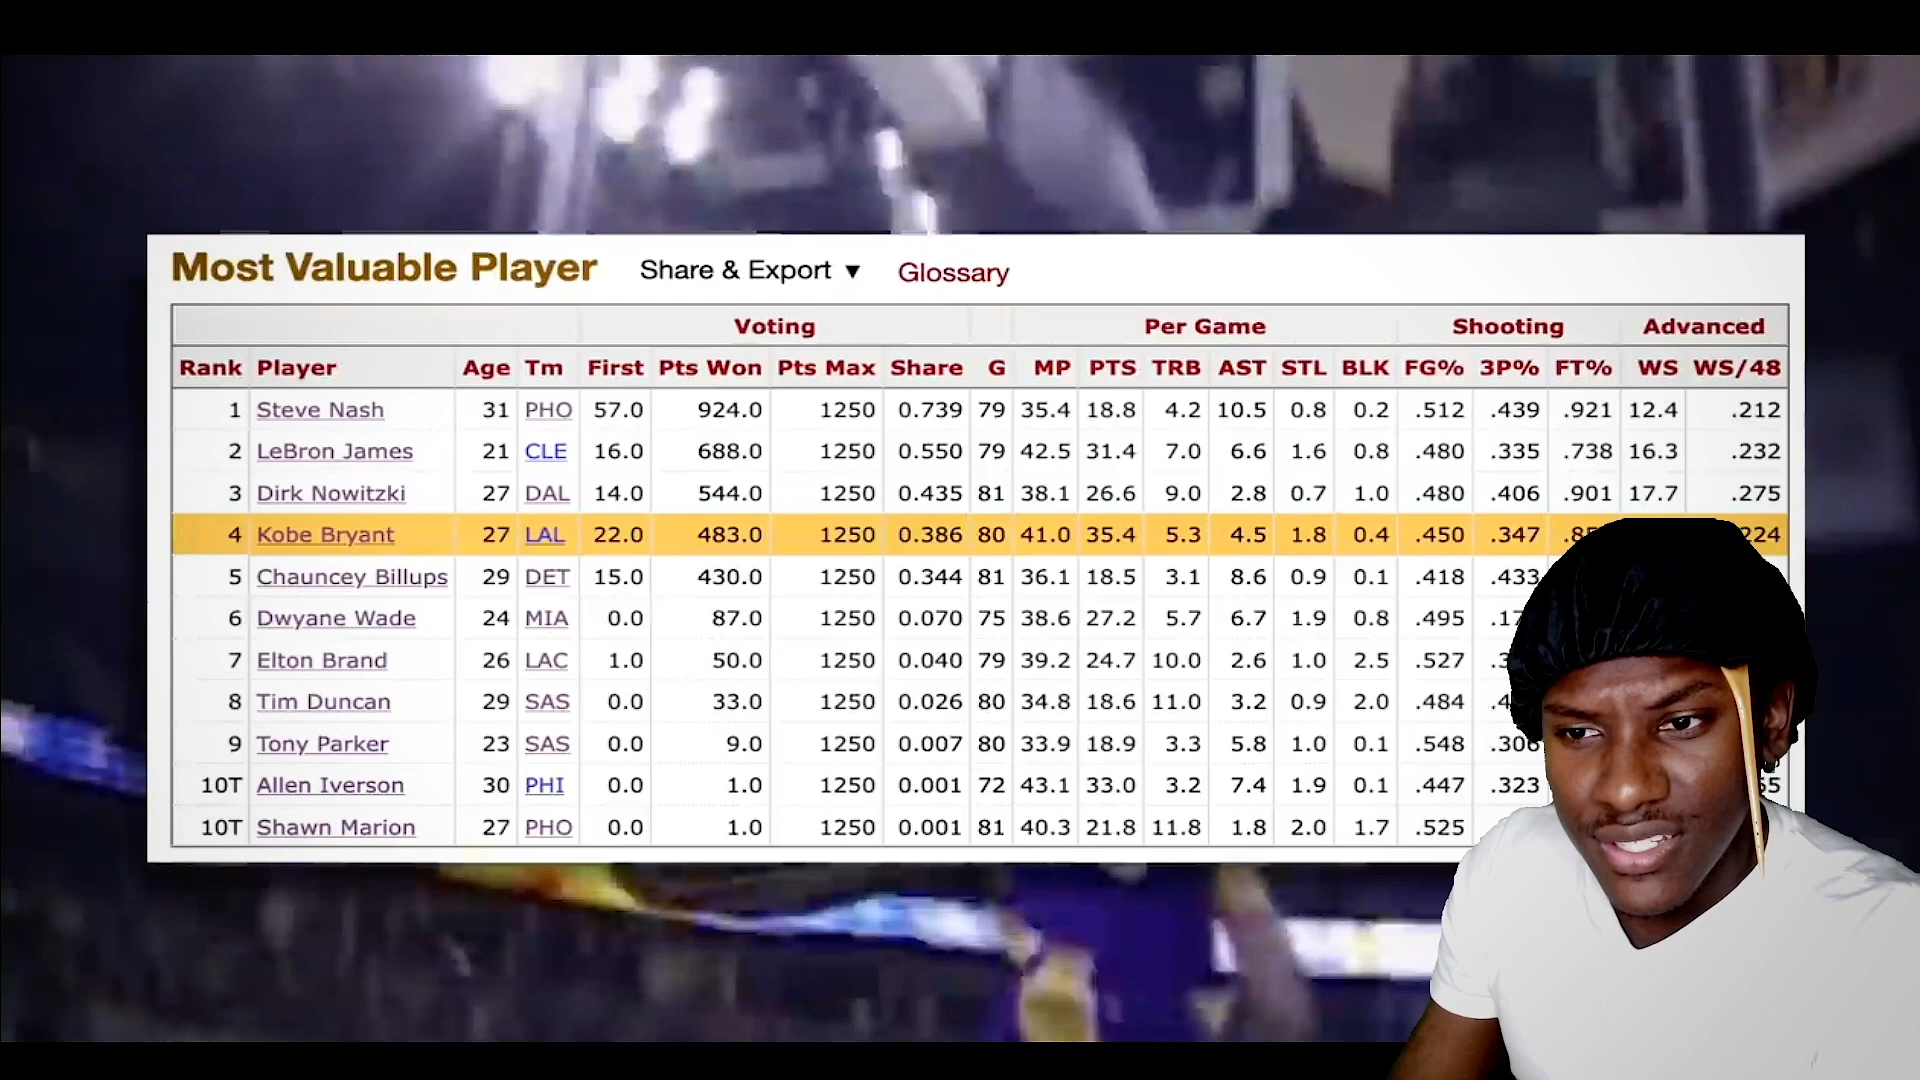 Most Valuable Player Share & Export ▼ Glossary
Voting Per Game Shooting Advanced
Rank Player Age Tm First Pts Won Pts Max Share G MP PTS TRB AST STL BLK FG% 3P% FT% WS WS/48
1 Steve Nash 31 PHO 57.0 924.0 1250 0.739 79 35.4 18.8 4.2 10.5 0.8 0.2 .512 .439 .921 12.4 .212
2 LeBron James 21 CLE 16.0 688.0 1250 0.550 79 42.5 31.4 7.0 6.6 1.6 0.8 .480 .335 .738 16.3 .232
3 Dirk Nowitzki 27 DAL 14.0 544.0 1250 0.435 81 38.1 26.6 9.0 2.8 0.7 1.0 .480 .406 .901 17.7 .275
4 Kobe Bryant 27 LAL 22.0 483.0 1250 0.386 80 41.0 35.4 5.3 4.5 1.8 0.4 .450 .347
5 Chauncey Billups 29 DET 15.0 430.0 1250 0.344 81 36.1 18.5 3.1 8.6 0.9 0.1 .418 .433
6 Dwyane Wade 24 MIA 0.0 87.0 1250 0.070 75 38.6 27.2 5.7 6.7 1.9 0.8 .495
7 Elton Brand 26 LAC 1.0 50.0 1250 0.040 79 39.2 24.7 10.0 2.6 1.0 2.5 .527
8 Tim Duncan 29 SAS 0.0 33.0 1250 0.026 80 34.8 18.6 11.0 3.2 0.9 2.0 .484
9 Tony Parker 23 SAS 0.0 9.0 1250 0.007 80 33.9 18.9 3.3 5.8 1.0 0.1 .548 .306
10T Allen Iverson 30 PHI 0.0 1.0 1250 0.001 72 43.1 33.0 3.2 7.4 1.9 0.1 .447 .323
10T Shawn Marion 27 PHO 0.0 1.0 1250 0.001 81 40.3 21.8 11.8 1.8 2.0 1.7 .525